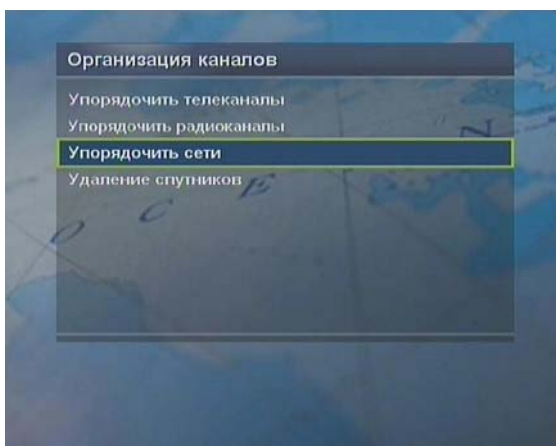 Организация каналов
Упорядочить телеканалы
Упорядочить радиоканалы
Упорядочить сети
Удаление спутников
O C E
N